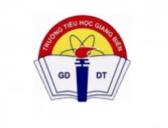 TRƯỜNG TIỂU HỌC GIANG BIÊN
GD ĐT